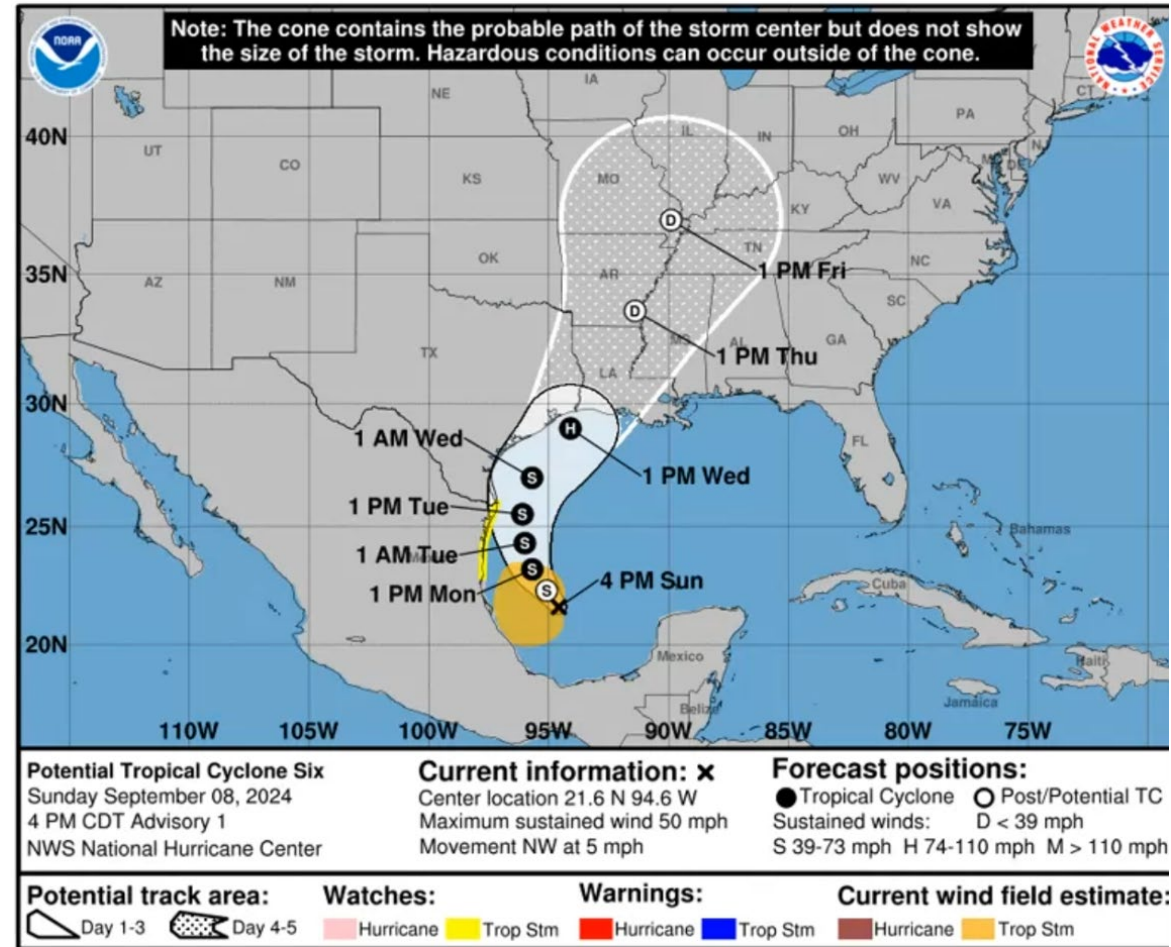 Note: The cone contains the probable path of the storm center but does not show
the size of the storm. Hazardous conditions can occur outside of the cone.
NOAA
NATIONAL WEATHER SERVICE
NE
IA
PA
CT
40N
UT
CO
KS
MO
IL
IN
OH
WV
VA
KY
D
1 PM Fri
35N
AZ
NM
OK
AR
TN
NC
SC
D
1 PM Thu
TX
LA
MS
AL
GA
30N
1 AM Wed
H
1 PM Wed
FL
S
1 PM Tue
S
25N
Bahamas
1 AM Tue
S
S
4 PM Sun
Cuba
1 PM Mon
S
20N
Mexico
Haiti
Jamaica
Belize
110W
105W
100W
95W
90W
85W
80W
75W
Potential Tropical Cyclone Six
Sunday September 08, 2024
4 PM CDT Advisory 1
NWS National Hurricane Center
Current information: x
Center location 21.6 N 94.6 W
Maximum sustained wind 50 mph
Movement NW at 5 mph
Forecast positions:
Tropical Cyclone Post/Potential TC
Sustained winds: D < 39 mph
S 39-73 mph H 74-110 mph M > 110 mph
Potential track area:
Day 1-3 Day 4-5
Watches:
Hurricane Trop Stm
Warnings:
Hurricane Trop Stm
Current wind field estimate:
Hurricane Trop Stm